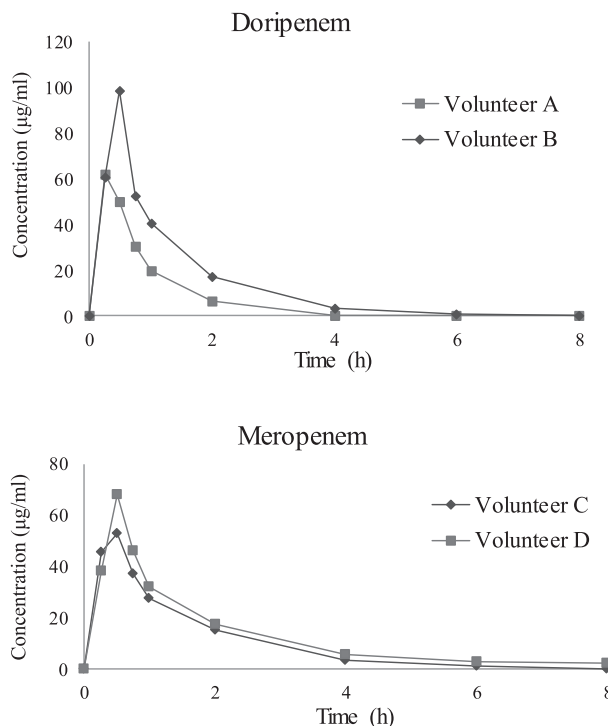 Doripenem
120
100
80
60
40
20
0
Concentration (μg/ml)
Volunteer A
Volunteer B
0 2 4 6 8
Time (h)
Meropenem
80
60
40
20
0
Concentration (μg/ml)
Volunteer C
Volunteer D
0 2 4 6 8
Time (h)